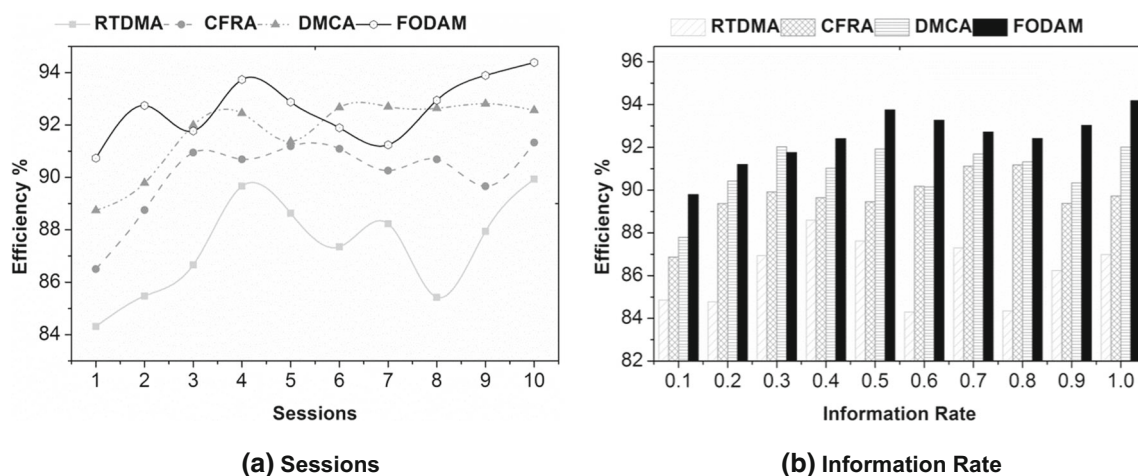 RTDMA CFRA DMCA FODAM
94
92
90
88
86
84
Efficiency %
1 2 3 4 5 6 7 8 9 10
Sessions
(a) Sessions
RTDMA CFRA DMCA FODAM
96
94
92
90
88
86
84
82
Efficiency %
0.1 0.2 0.3 0.4 0.5 0.6 0.7 0.8 0.9 1.0
Information Rate
(b) Information Rate